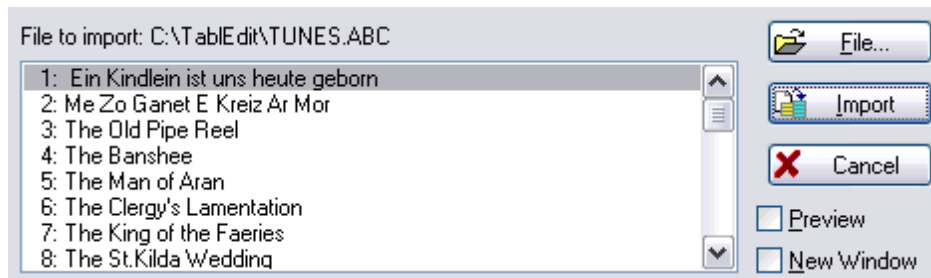 File to import: C:\TablEdit\TUNES.ABC
1: Ein Kindlein ist uns heute geborn
2: Me Zo Ganet E Kreiz Ar Mor
3: The Old Pipe Reel
4: The Banshee
5: The Man of Aran
6: The Clergy's Lamentation
7: The King of the Faeries
8: The St.Kilda Wedding
File...
Import
Cancel
Preview
New Window